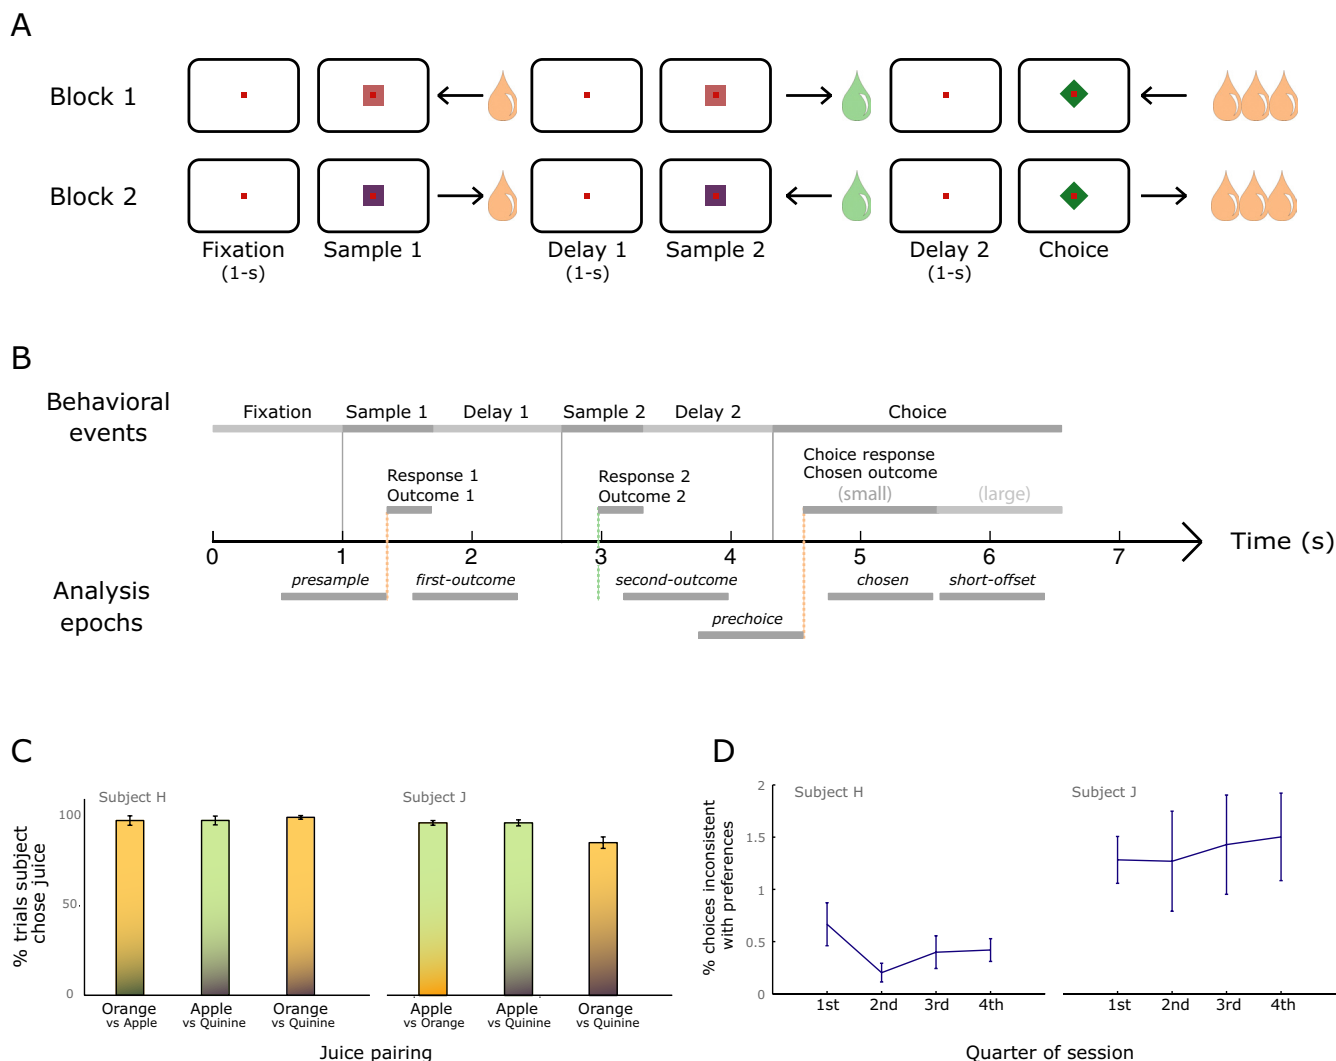 A
Block 1
Block 2
Fixation
(1-s)
Sample 1
Delay 1
(1-s)
Sample 2
Delay 2
(1-s)
Choice
B
Behavioral
events
Fixation
Sample 1
Delay 1
Sample 2
Delay 2
Choice
Response 1
Outcome 1
Response 2
Outcome 2
Choice response
Chosen outcome
(small)
(large)
0
1
2
3
4
5
6
7
Time (s)
Analysis
epochs
presample
first-outcome
second-outcome
prechoice
chosen
short-offset
C
% trials subject
chose juice
100
50
0
Subject H
Orange
vs Apple
Apple
vs Quinine
Orange
vs Quinine
Subject J
Apple
vs Orange
Apple
vs Quinine
Orange
vs Quinine
Juice pairing
D
% choices inconsistent
with preferences
2
1.5
1
0.5
0
Subject H
1st
2nd
3rd
4th
Subject J
1st
2nd
3rd
4th
Quarter of session